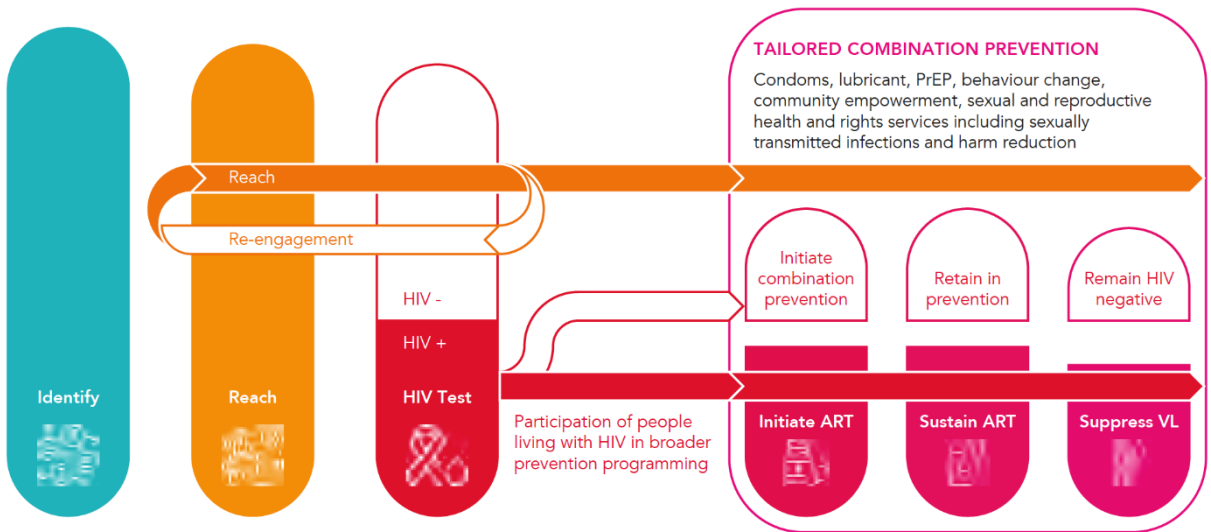 TAILORED COMBINATION PREVENTION
Condoms, lubricant, PrEP, behaviour change,
community empowerment, sexual and reproductive
health and rights services including sexually
transmitted infections and harm reduction
Reach
Re-engagement
Initiate
combination
prevention
Retain in
prevention
Remain HIV
negative
HIV -
HIV +
Identify
Reach
HIV Test
Participation of people
living with HIV in broader
prevention programming
Initiate ART
Sustain ART
Suppress VL